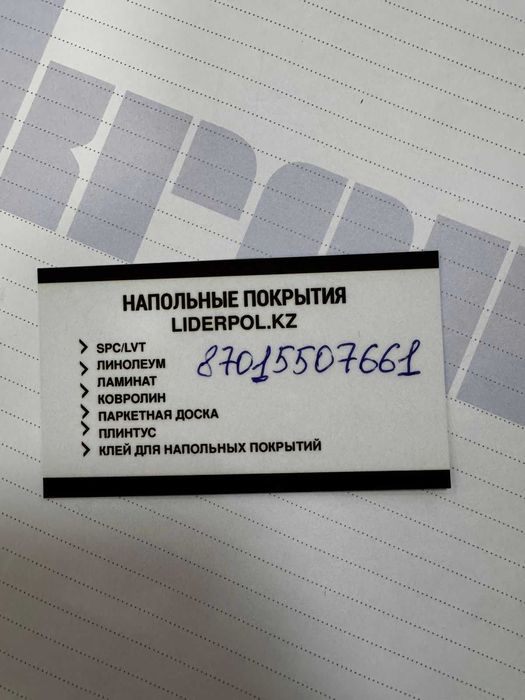 НАПОЛЬНЫЕ ПОКРЫТИЯ
LIDERPOL.KZ
SPC/LVT
ЛИНОЛЕУМ
ЛАМИНАТ
КОВРОЛИН
ПАРКЕТНАЯ ДОСКА
ПЛИНТУС
КЛЕЙ ДЛЯ НАПОЛЬНЫХ ПОКРЫТИЙ
87015507661